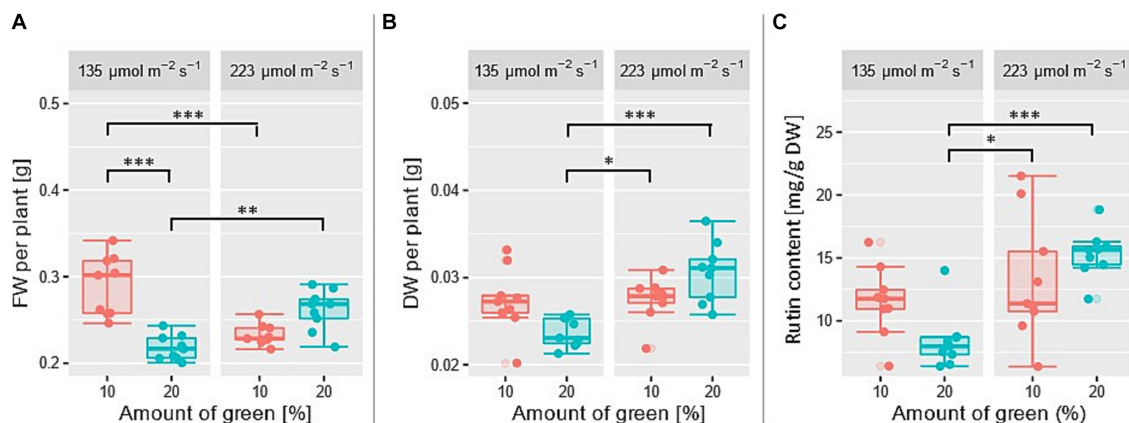 A
135 µmol m−2 s−1
223 µmol m−2 s−1
FW per plant [g]
0.5
0.4
0.3
0.2
***
***
**
10
20
10
20
Amount of green [%]
B
135 µmol m−2 s−1
223 µmol m−2 s−1
DW per plant [g]
0.05
0.04
0.03
0.02
***
*
10
20
10
20
Amount of green [%]
C
135 µmol m−2 s−1
223 µmol m−2 s−1
Rutin content [mg/g DW]
25
20
15
10
***
*
10
20
10
20
Amount of green (%)